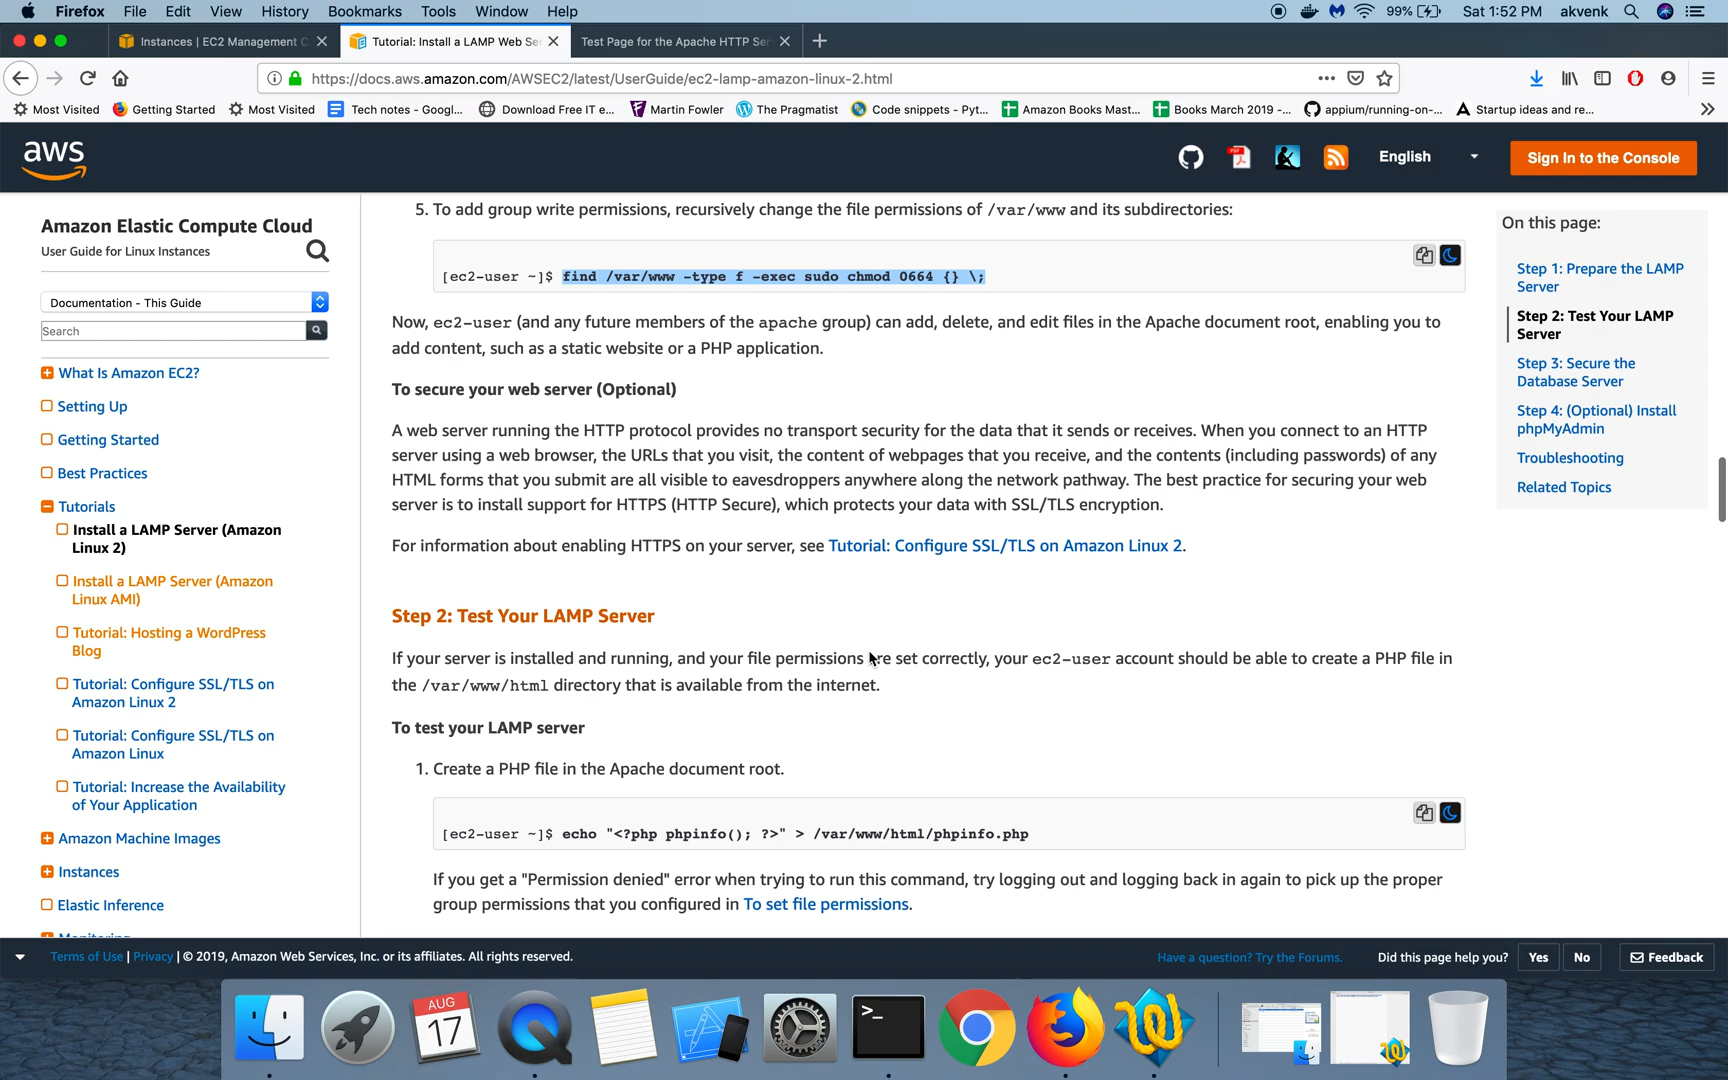 Firefox File Edit View History Bookmarks Tools Window Help 99% Sat 1:52 PM akvenk
Instances | EC2 Management C
Tutorial: Install a LAMP Web Se
Test Page for the Apache HTTP Ser
https://docs.aws.amazon.com/AWSEC2/latest/UserGuide/ec2-lamp-amazon-linux-2.html
Most Visited Getting Started Most Visited Tech notes - Googl... Download Free IT e... Martin Fowler The Pragmatist Code snippets - Pyt... Amazon Books Mast... Books March 2019 -... appium/running-on-... Startup ideas and re...
aws
PDF
English
Sign In to the Console
Amazon Elastic Compute Cloud
User Guide for Linux Instances
Documentation - This Guide
Search
What Is Amazon EC2?
Setting Up
Getting Started
Best Practices
Tutorials
Install a LAMP Server (Amazon
Linux 2)
Install a LAMP Server (Amazon
Linux AMI)
Tutorial: Hosting a WordPress
Blog
Tutorial: Configure SSL/TLS on
Amazon Linux 2
Tutorial: Configure SSL/TLS on
Amazon Linux
Tutorial: Increase the Availability
of Your Application
Amazon Machine Images
Instances
Elastic Inference
Monitoring
5. To add group write permissions, recursively change the file permissions of /var/www and its subdirectories:
[ec2-user ~]$ find /var/www -type f -exec sudo chmod 0664 {} \;
Now, ec2-user (and any future members of the apache group) can add, delete, and edit files in the Apache document root, enabling you to
add content, such as a static website or a PHP application.
To secure your web server (Optional)
A web server running the HTTP protocol provides no transport security for the data that it sends or receives. When you connect to an HTTP
server using a web browser, the URLs that you visit, the content of webpages that you receive, and the contents (including passwords) of any
HTML forms that you submit are all visible to eavesdroppers anywhere along the network pathway. The best practice for securing your web
server is to install support for HTTPS (HTTP Secure), which protects your data with SSL/TLS encryption.
For information about enabling HTTPS on your server, see Tutorial: Configure SSL/TLS on Amazon Linux 2.
Step 2: Test Your LAMP Server
If your server is installed and running, and your file permissions are set correctly, your ec2-user account should be able to create a PHP file in
the /var/www/html directory that is available from the internet.
To test your LAMP server
1. Create a PHP file in the Apache document root.
[ec2-user ~]$ echo "<?php phpinfo(); ?>" > /var/www/html/phpinfo.php
If you get a "Permission denied" error when trying to run this command, try logging out and logging back in again to pick up the proper
group permissions that you configured in To set file permissions.
On this page:
Step 1: Prepare the LAMP
Server
Step 2: Test Your LAMP
Server
Step 3: Secure the
Database Server
Step 4: (Optional) Install
phpMyAdmin
Troubleshooting
Related Topics
Terms of Use | Privacy | © 2019, Amazon Web Services, Inc. or its affiliates. All rights reserved.
Have a question? Try the Forums.
Did this page help you?
Yes
No
Feedback
AUG
17
>_